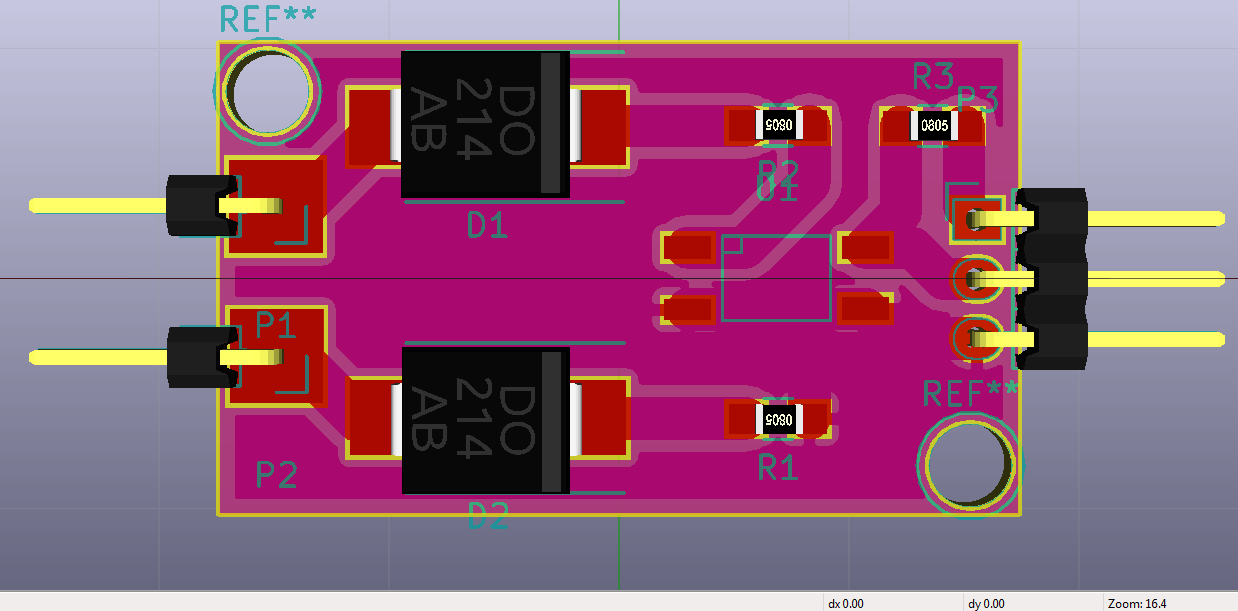 REF**
DO
214
AB
D1
0805
R2
U1
R3
P3
0805
P1
DO
214
AB
D2
P2
0805
R1
REF**
dx 0.00 dy 0.00 Zoom: 16.4